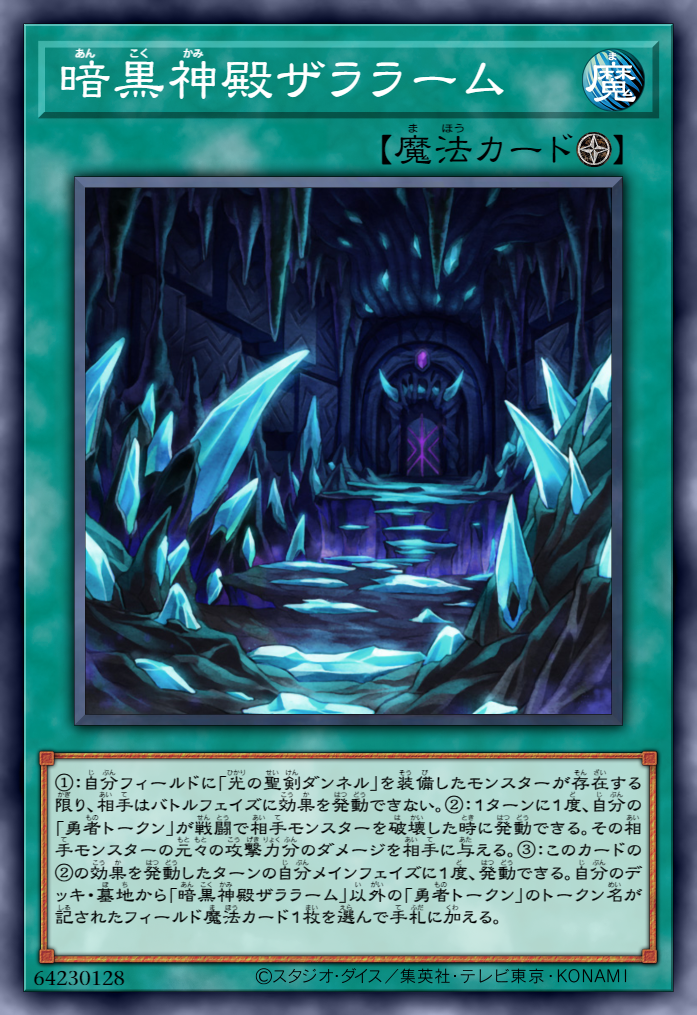 暗黒神殿ザララーム
魔
【魔法カード】
①：自分フィールドに「光の聖剣ダンネル」を装備したモンスターが存在する
限り、相手はバトルフェイズに効果を発動できない。②：1ターンに1度、自分の
「勇者トークン」が戦闘で相手モンスターを破壊した時に発動できる。その相
手モンスターの元々の攻撃力分のダメージを相手に与える。③：このカードの
②の効果を発動したターンの自分メインフェイズに1度、発動できる。自分のデ
ッキ・墓地から「暗黒神殿ザララーム」以外の「勇者トークン」のトークン名が
記されたフィールド魔法カード1枚を選んで手札に加える。
64230128 ©スタジオ・ダイス／集英社・テレビ東京・KONAMI